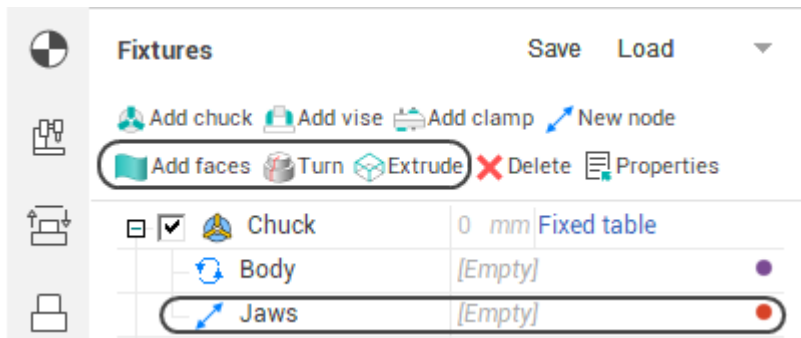 Fixtures Save Load
Add chuck Add vise Add clamp New node
Add faces Turn Extrude Delete Properties
Chuck 0 mm Fixed table
Body [Empty]
Jaws [Empty]